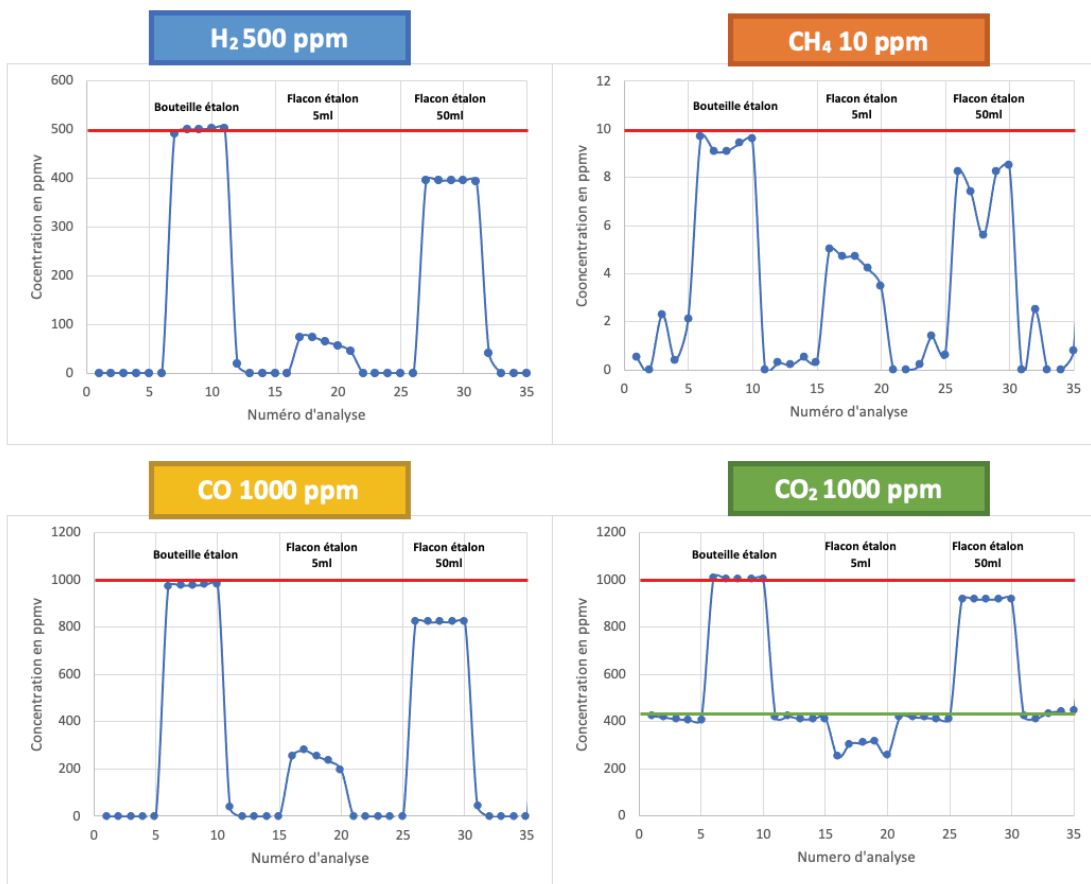 H₂ 500 ppm
600
500
400
300
200
100
0
Cocentration en ppmv
Bouteille étalon
Flacon étalon
5ml
Flacon étalon
50ml
0 5 10 15 20 25 30 35
Numéro d'analyse
CH₄ 10 ppm
12
10
8
6
4
2
0
Cooncentration en ppmv
Bouteille étalon
Flacon étalon
5ml
Flacon étalon
50ml
0 5 10 15 20 25 30 35
Numéro d'analyse
CO 1000 ppm
1200
1000
800
600
400
200
0
Concentration en ppmv
Bouteille étalon
Flacon étalon
5ml
Flacon étalon
50ml
0 5 10 15 20 25 30 35
Numéro d'analyse
CO₂ 1000 ppm
1200
1000
800
600
400
200
0
Conventration en ppmv
Bouteille étalon
Flacon étalon
5ml
Flacon étalon
50ml
0 5 10 15 20 25 30 35
Numero d'analyse